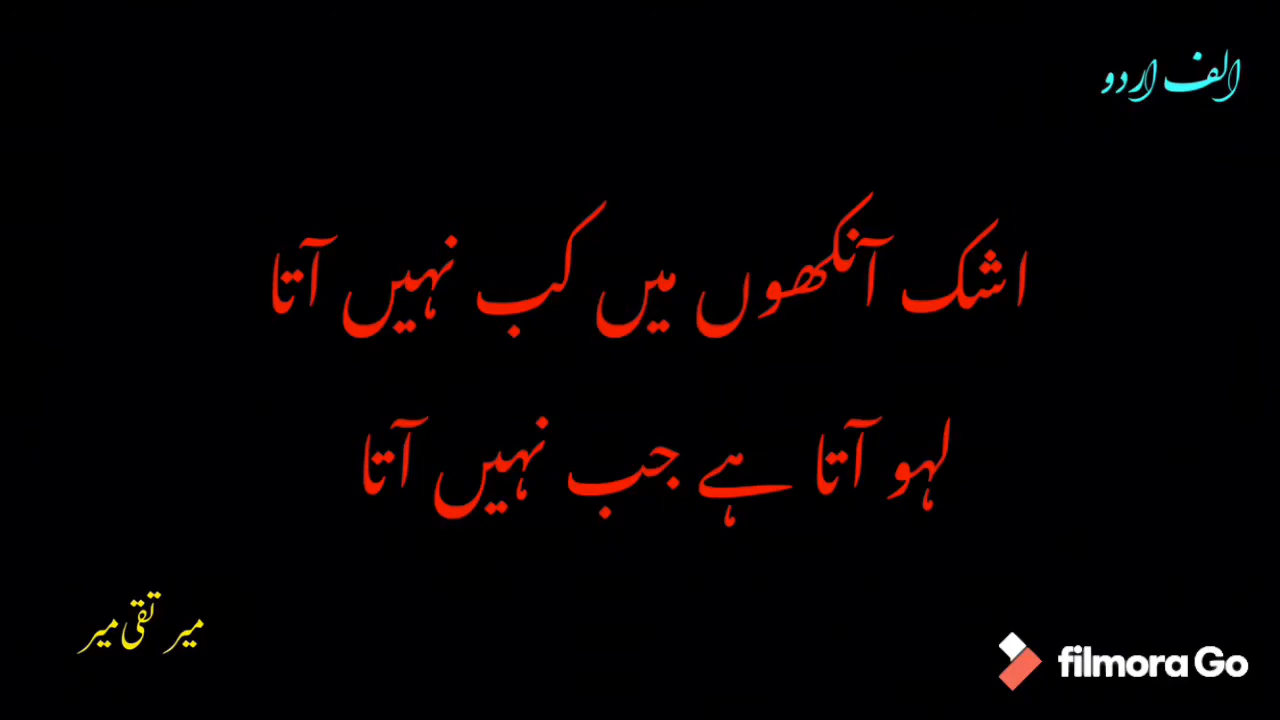 الف اردو
اشک آنکھوں میں کب نہیں آتا
لہو آتا ہے جب نہیں آتا
میر تقی میر
filmora Go